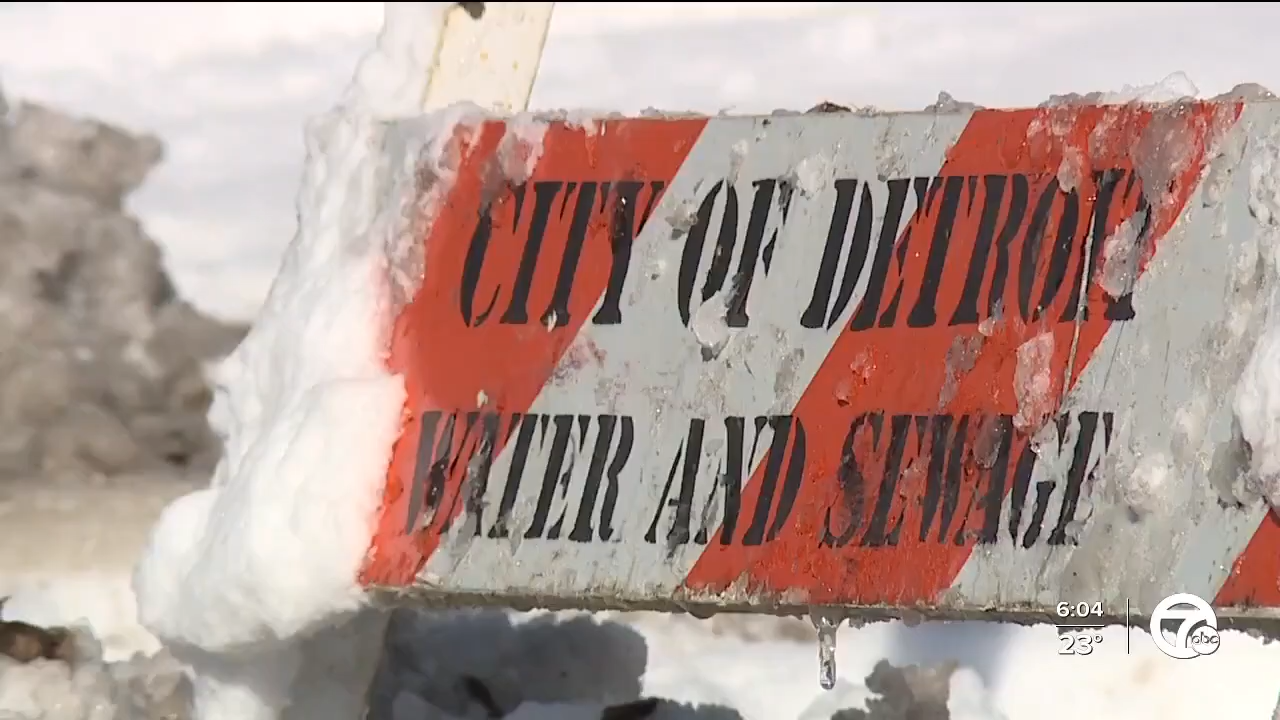 CITY OF DETROIT
WATER AND SEWAGE
6:04
23°
7 abc